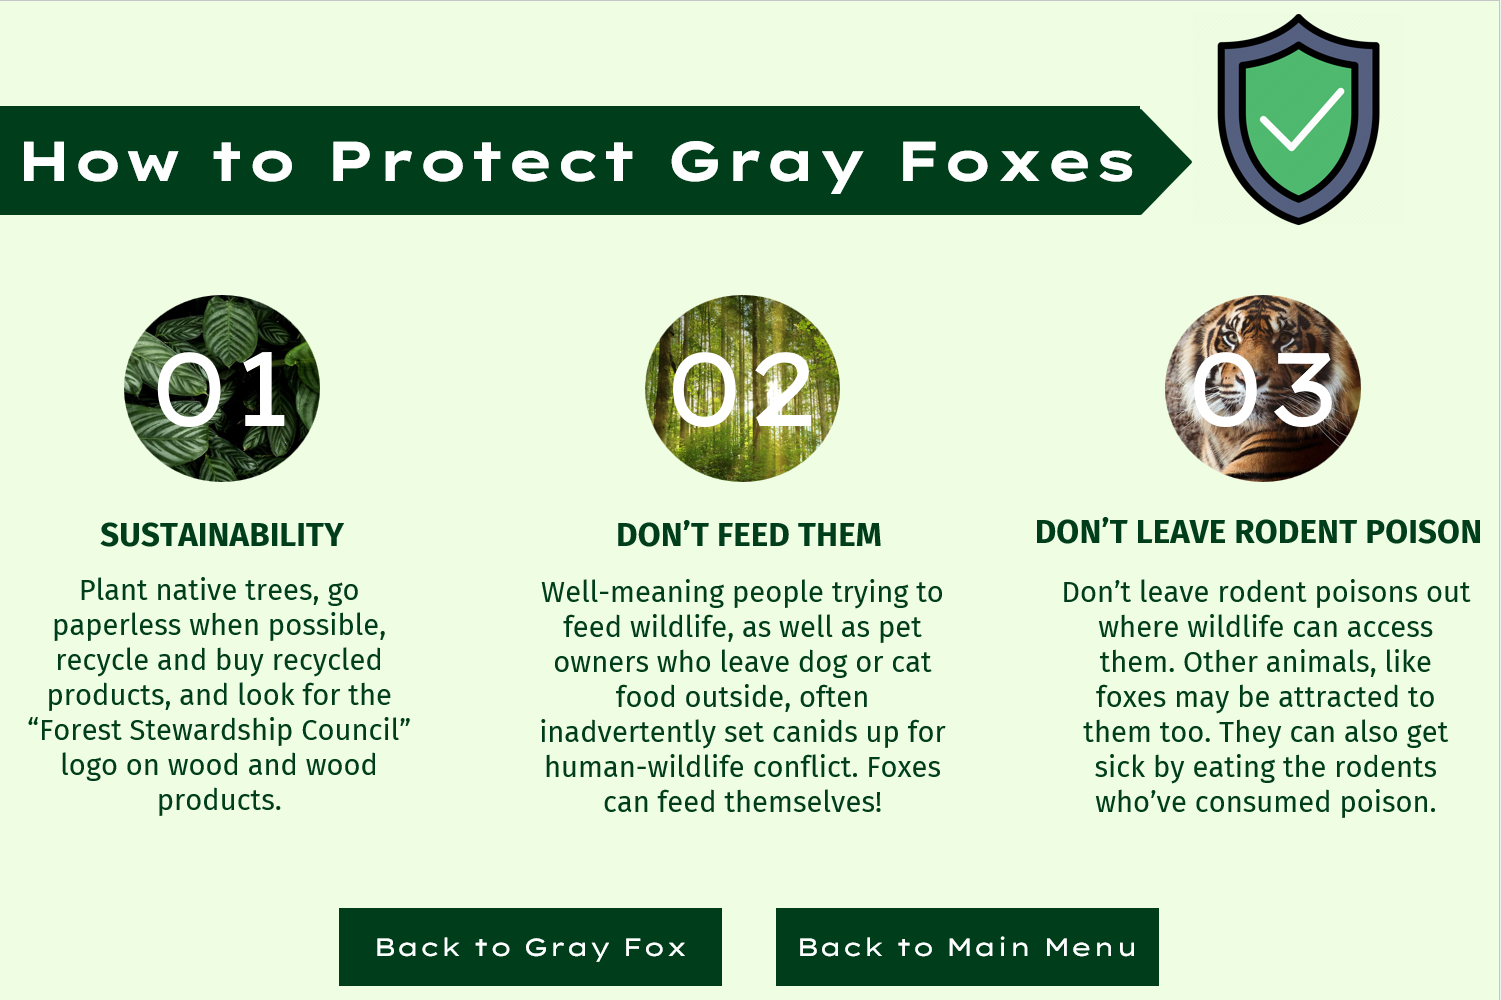 How to Protect Gray Foxes
01
SUSTAINABILITY
Plant native trees, go
paperless when possible,
recycle and buy recycled
products, and look for the
“Forest Stewardship Council”
logo on wood and wood
products.
02
DON’T FEED THEM
Well-meaning people trying to
feed wildlife, as well as pet
owners who leave dog or cat
food outside, often
inadvertently set canids up for
human-wildlife conflict. Foxes
can feed themselves!
03
DON’T LEAVE RODENT POISON
Don’t leave rodent poisons out
where wildlife can access
them. Other animals, like
foxes may be attracted to
them too. They can also get
sick by eating the rodents
who’ve consumed poison.
Back to Gray Fox
Back to Main Menu